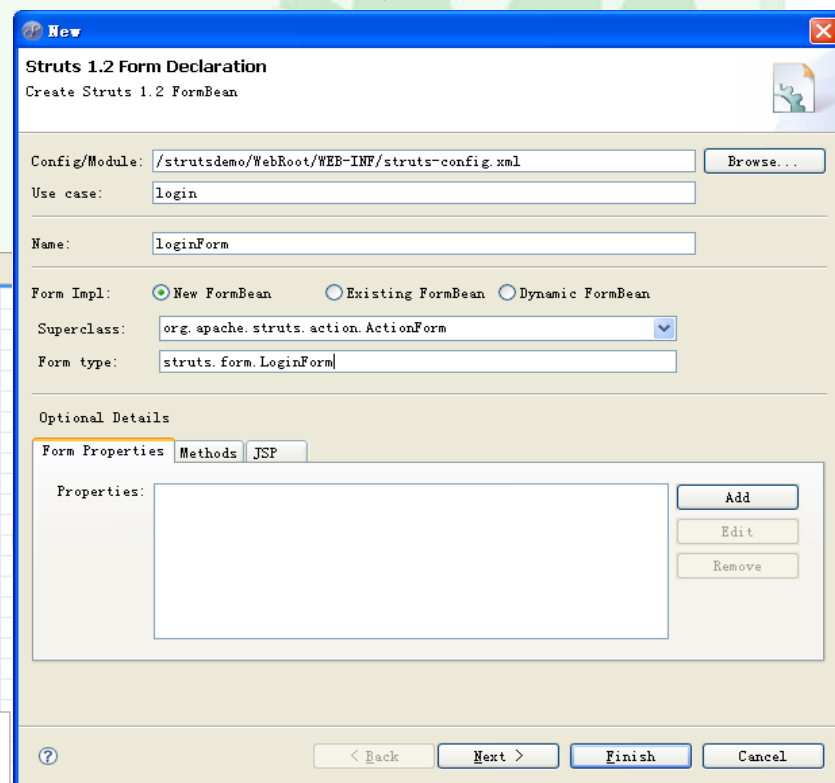 New
Struts 1.2 Form Declaration
Create Struts 1.2 FormBean
Config/Module: /strutsdemo/WebRoot/WEB-INF/struts-config.xml Browse...
Use case: login
Name: loginForm
Form Impl: New FormBean Existing FormBean Dynamic FormBean
Superclass: org.apache.struts.action.ActionForm
Form type: struts.form.LoginForm
Optional Details
Form Properties Methods JSP
Properties: Add
Edit
Remove
< Back Next > Finish Cancel